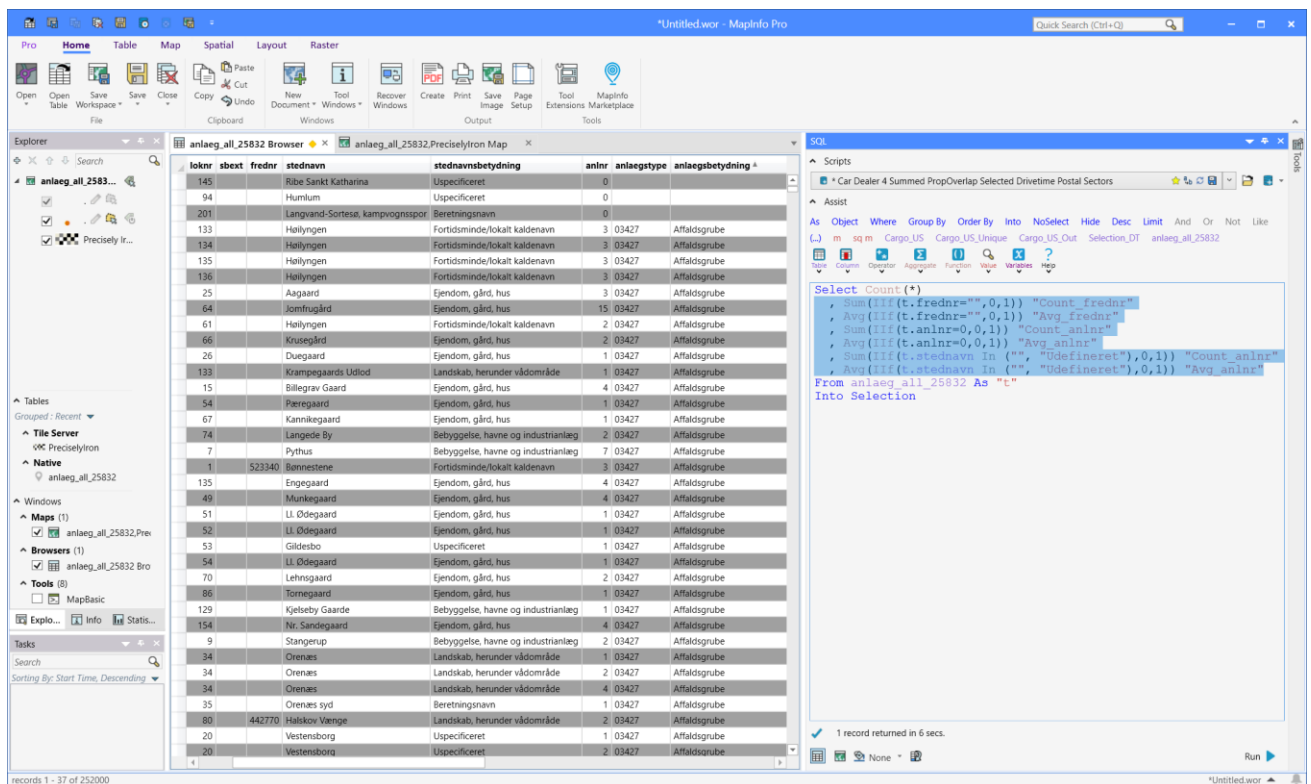 *Untitled.wor - MapInfo Pro
Quick Search (Ctrl+Q)
Pro Home Table Map Spatial Layout Raster
Open
Open Table
Save Workspace
Save
Close
Copy
Paste
Cut
Undo
New Document
Tool Windows
Recover Windows
Create
Print
Save Image
Page Setup
Tool Extensions
MapInfo Marketplace
File Clipboard Windows Output Tools
Explorer
Search
anlaeg_all_2583...
Precisely Ir...
Tables
Grouped : Recent
Tile Server
PreciselyIron
Native
anlaeg_all_25832
Windows
Maps (1)
anlaeg_all_25832,Pre
Browsers (1)
anlaeg_all_25832 Bro
Tools (8)
MapBasic
Explo... Info Statis...
Tasks
Search
Sorting By: Start Time, Descending
anlaeg_all_25832 Browser anlaeg_all_25832,PreciselyIron Map
loknr sbext frednr stednavn stednavnsbetydning anlnr anlaegstype anlaegsbetydning
145 Ribe Sankt Katharina Uspecificeret 0
94 Humlum Uspecificeret 0
201 Langvand-Sortesø, kampvognsspor Beretningsnavn 0
133 Høilyngen Fortidsminde/lokalt kaldenavn 3 03427 Affaldsgrube
134 Høilyngen Fortidsminde/lokalt kaldenavn 3 03427 Affaldsgrube
135 Høilyngen Fortidsminde/lokalt kaldenavn 3 03427 Affaldsgrube
136 Høilyngen Fortidsminde/lokalt kaldenavn 3 03427 Affaldsgrube
25 Aagaard Ejendom, gård, hus 3 03427 Affaldsgrube
64 Jomfrugård Ejendom, gård, hus 15 03427 Affaldsgrube
61 Høilyngen Fortidsminde/lokalt kaldenavn 2 03427 Affaldsgrube
66 Krusegård Ejendom, gård, hus 2 03427 Affaldsgrube
26 Duegaard Ejendom, gård, hus 1 03427 Affaldsgrube
133 Krampegaards Udlod Landskab, herunder vådområde 1 03427 Affaldsgrube
15 Billegrav Gaard Ejendom, gård, hus 4 03427 Affaldsgrube
54 Pæregaard Ejendom, gård, hus 1 03427 Affaldsgrube
67 Kannikegaard Ejendom, gård, hus 1 03427 Affaldsgrube
74 Langede By Bebyggelse, havne og industrianlæg 2 03427 Affaldsgrube
7 Pythus Bebyggelse, havne og industrianlæg 7 03427 Affaldsgrube
1 523340 Bønnestene Fortidsminde/lokalt kaldenavn 3 03427 Affaldsgrube
135 Engegaard Ejendom, gård, hus 4 03427 Affaldsgrube
49 Munkegaard Ejendom, gård, hus 4 03427 Affaldsgrube
51 Ll. Ødegaard Ejendom, gård, hus 1 03427 Affaldsgrube
52 Ll. Ødegaard Ejendom, gård, hus 1 03427 Affaldsgrube
53 Gildesbo Uspecificeret 1 03427 Affaldsgrube
54 Ll. Ødegaard Ejendom, gård, hus 1 03427 Affaldsgrube
70 Lehnsgaard Ejendom, gård, hus 2 03427 Affaldsgrube
86 Tornegaard Ejendom, gård, hus 1 03427 Affaldsgrube
129 Kjelseby Gaarde Bebyggelse, havne og industrianlæg 1 03427 Affaldsgrube
154 Nr. Sandegaard Ejendom, gård, hus 4 03427 Affaldsgrube
9 Stangerup Bebyggelse, havne og industrianlæg 2 03427 Affaldsgrube
34 Orenæs Landskab, herunder vådområde 1 03427 Affaldsgrube
34 Orenæs Landskab, herunder vådområde 2 03427 Affaldsgrube
34 Orenæs Landskab, herunder vådområde 4 03427 Affaldsgrube
35 Orenæs syd Beretningsnavn 1 03427 Affaldsgrube
80 442770 Halskov Vænge Landskab, herunder vådområde 2 03427 Affaldsgrube
20 Vestensborg Uspecificeret 1 03427 Affaldsgrube
20 Vestensborg Uspecificeret 2 03427 Affaldsgrube
SQL
Scripts
* Car Dealer 4 Summed PropOverlap Selected Drivetime Postal Sectors
Assist
As Object Where Group By Order By Into NoSelect Hide Desc Limit And Or Not Like
(...) m sq m Cargo_US Cargo_US_Unique Cargo_US_Out Selection_DT anlaeg_all_25832
Table Column Operator Aggregate Function Value Variables Help
Select Count(*)
, Sum(IIf(t.frednr="",0,1)) "Count_frednr"
, Avg(IIf(t.frednr="",0,1)) "Avg_frednr"
, Sum(IIf(t.anlnr=0,0,1)) "Count_anlnr"
, Avg(IIf(t.anlnr=0,0,1)) "Avg_anlnr"
, Sum(IIf(t.stednavn In ("", "Udefineret"),0,1)) "Count_anlnr"
, Avg(IIf(t.stednavn In ("", "Udefineret"),0,1)) "Avg_anlnr"
From anlaeg_all_25832 As "t"
Into Selection
1 record returned in 6 secs.
None
Run
Tools
records 1 - 37 of 252000
*Untitled.wor